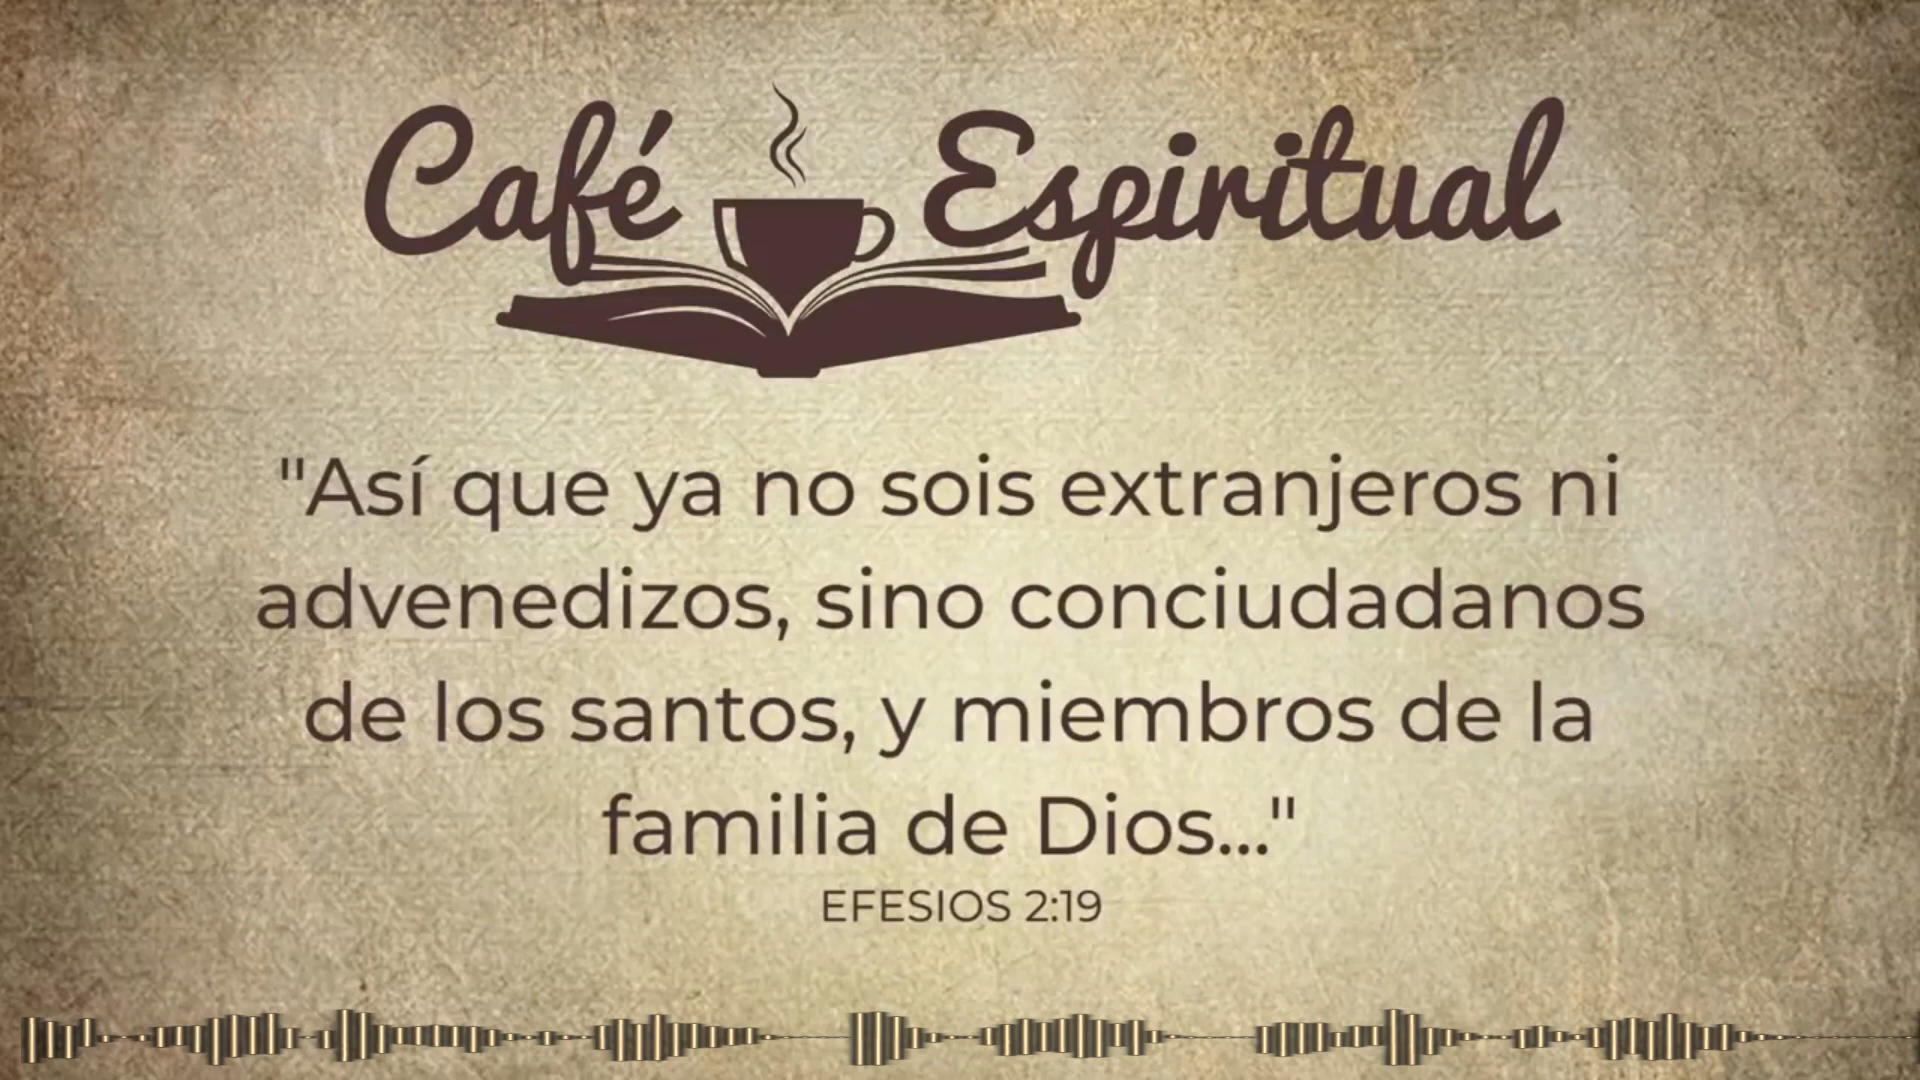 Café Espiritual
"Así que ya no sois extranjeros ni
advenedizos, sino conciudadanos
de los santos, y miembros de la
familia de Dios..."
EFESIOS 2:19